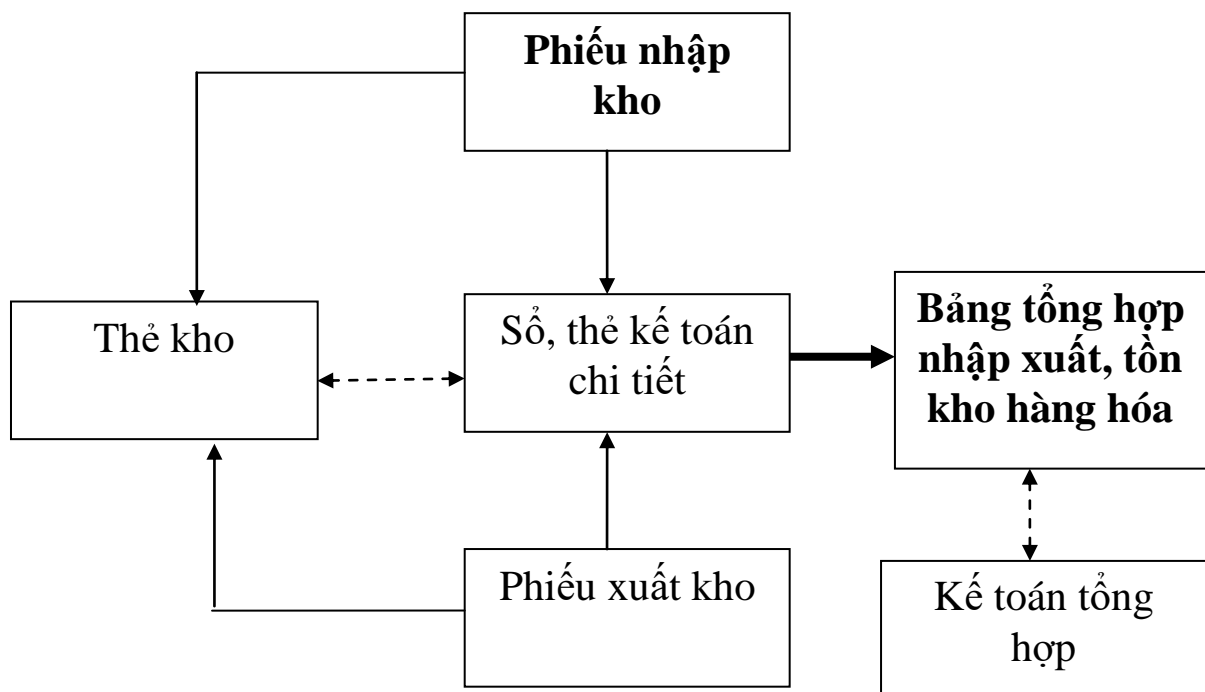 Phiếu nhập
kho
Thẻ kho
Sổ, thẻ kế toán
chi tiết
Bảng tổng hợp
nhập xuất, tồn
kho hàng hóa
Phiếu xuất kho
Kế toán tổng
hợp